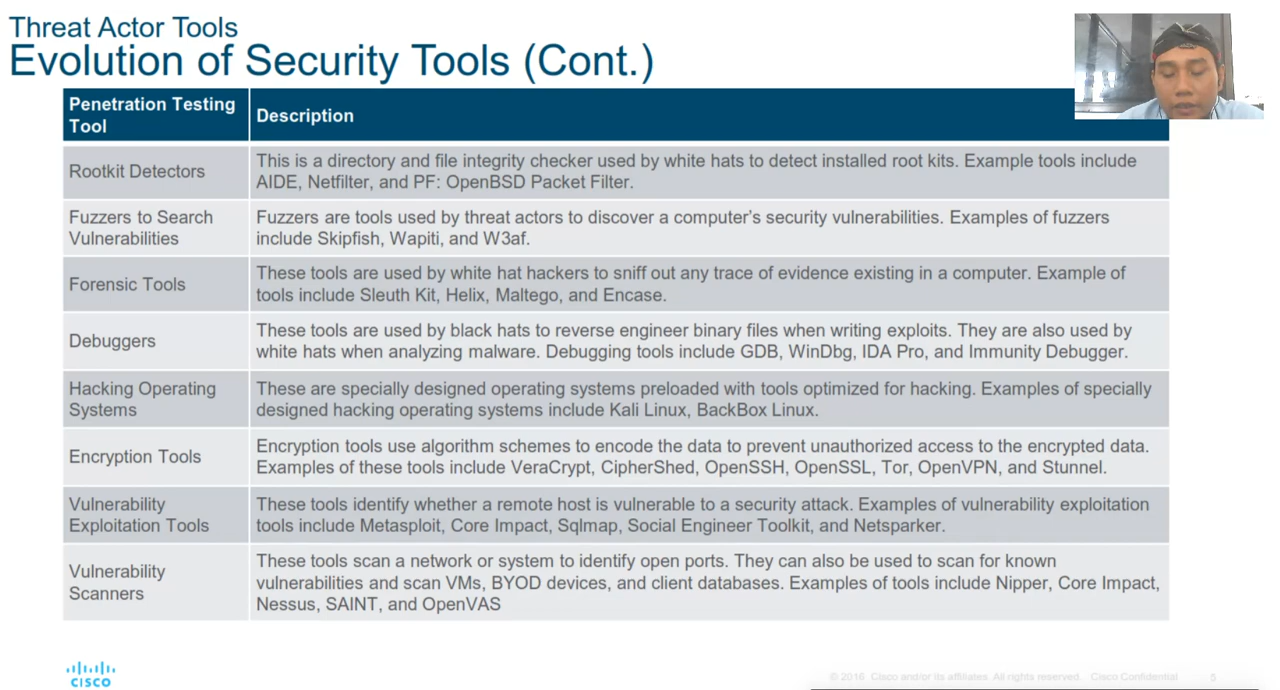 Threat Actor Tools
Evolution of Security Tools (Cont.)
Penetration Testing
Tool
Description
Rootkit Detectors
This is a directory and file integrity checker used by white hats to detect installed root kits. Example tools include
AIDE, Netfilter, and PF: OpenBSD Packet Filter.
Fuzzers to Search
Vulnerabilities
Fuzzers are tools used by threat actors to discover a computer's security vulnerabilities. Examples of fuzzers
include Skipfish, Wapiti, and W3af.
Forensic Tools
These tools are used by white hat hackers to sniff out any trace of evidence existing in a computer. Example of
tools include Sleuth Kit, Helix, Maltego, and Encase.
Debuggers
These tools are used by black hats to reverse engineer binary files when writing exploits. They are also used by
white hats when analyzing malware. Debugging tools include GDB, WinDbg, IDA Pro, and Immunity Debugger.
Hacking Operating
Systems
These are specially designed operating systems preloaded with tools optimized for hacking. Examples of specially
designed hacking operating systems include Kali Linux, BackBox Linux.
Encryption Tools
Encryption tools use algorithm schemes to encode the data to prevent unauthorized access to the encrypted data.
Examples of these tools include VeraCrypt, CipherShed, OpenSSH, OpenSSL, Tor, OpenVPN, and Stunnel.
Vulnerability
Exploitation Tools
These tools identify whether a remote host is vulnerable to a security attack. Examples of vulnerability exploitation
tools include Metasploit, Core Impact, Sqlmap, Social Engineer Toolkit, and Netsparker.
Vulnerability
Scanners
These tools scan a network or system to identify open ports. They can also be used to scan for known
vulnerabilities and scan VMs, BYOD devices, and client databases. Examples of tools include Nipper, Core Impact,
Nessus, SAINT, and OpenVAS
CISCO
© 2016 Cisco and/or its affiliates. All rights reserved. Cisco Confidential 5